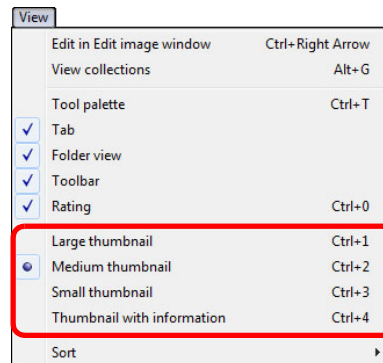 View
Edit in Edit image window Ctrl+Right Arrow
View collections Alt+G
Tool palette Ctrl+T
Tab
Folder view
Toolbar
Rating Ctrl+0
Large thumbnail Ctrl+1
Medium thumbnail Ctrl+2
Small thumbnail Ctrl+3
Thumbnail with information Ctrl+4
Sort